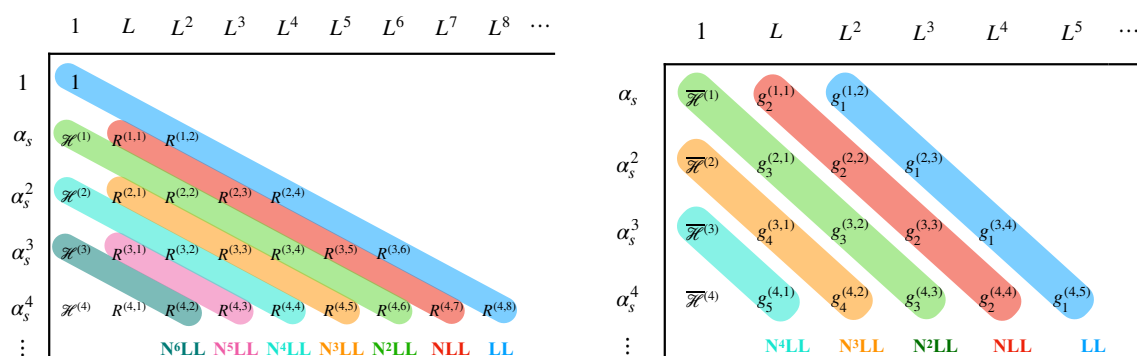 1 L L² L³ L⁴ L⁵ L⁶ L⁷ L⁸ ⋯
1 1
αₛ ℋ⁽¹⁾ R⁽¹,¹⁾ R⁽¹,²⁾
αₛ² ℋ⁽²⁾ R⁽²,¹⁾ R⁽²,²⁾ R⁽²,³⁾ R⁽²,⁴⁾
αₛ³ ℋ⁽³⁾ R⁽³,¹⁾ R⁽³,²⁾ R⁽³,³⁾ R⁽³,⁴⁾ R⁽³,⁵⁾ R⁽³,⁶⁾
αₛ⁴ ℋ⁽⁴⁾ R⁽⁴,¹⁾ R⁽⁴,²⁾ R⁽⁴,³⁾ R⁽⁴,⁴⁾ R⁽⁴,⁵⁾ R⁽⁴,⁶⁾ R⁽⁴,⁷⁾ R⁽⁴,⁸⁾
⋮ N⁶LL N⁵LL N⁴LL N³LL N²LL NLL LL
1 L L² L³ L⁴ L⁵ ⋯
αₛ ℋ̅⁽¹⁾ g₂⁽¹,¹⁾ g₁⁽¹,²⁾
αₛ² ℋ̅⁽²⁾ g₃⁽²,¹⁾ g₂⁽²,²⁾ g₁⁽²,³⁾
αₛ³ ℋ̅⁽³⁾ g₄⁽³,¹⁾ g₃⁽³,²⁾ g₂⁽³,³⁾ g₁⁽³,⁴⁾
αₛ⁴ ℋ̅⁽⁴⁾ g₅⁽⁴,¹⁾ g₄⁽⁴,²⁾ g₃⁽⁴,³⁾ g₂⁽⁴,⁴⁾ g₁⁽⁴,⁵⁾
⋮ N⁴LL N³LL N²LL NLL LL